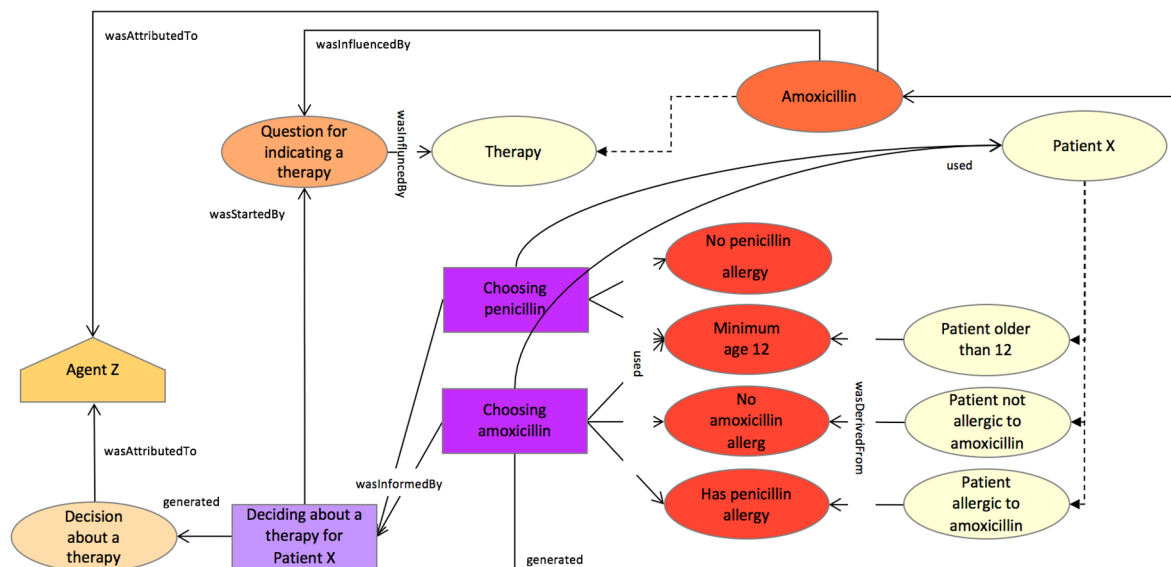 wasAttributedTo
wasInfluencedBy
Amoxicillin
Question for
indicating a
therapy
wasInfluncedBy
Therapy
Patient X
used
wasStartedBy
No penicillin
allergy
Choosing
penicillin
Minimum
age 12
Patient older
than 12
used
Agent Z
Choosing
amoxicillin
No
amoxicillin
allerg
wasDerivedFrom
Patient not
allergic to
amoxicillin
wasAttributedTo
wasInformedBy
Has penicillin
allergy
Patient
allergic to
amoxicillin
generated
Decision
about a
therapy
Deciding about a
therapy for
Patient X
generated